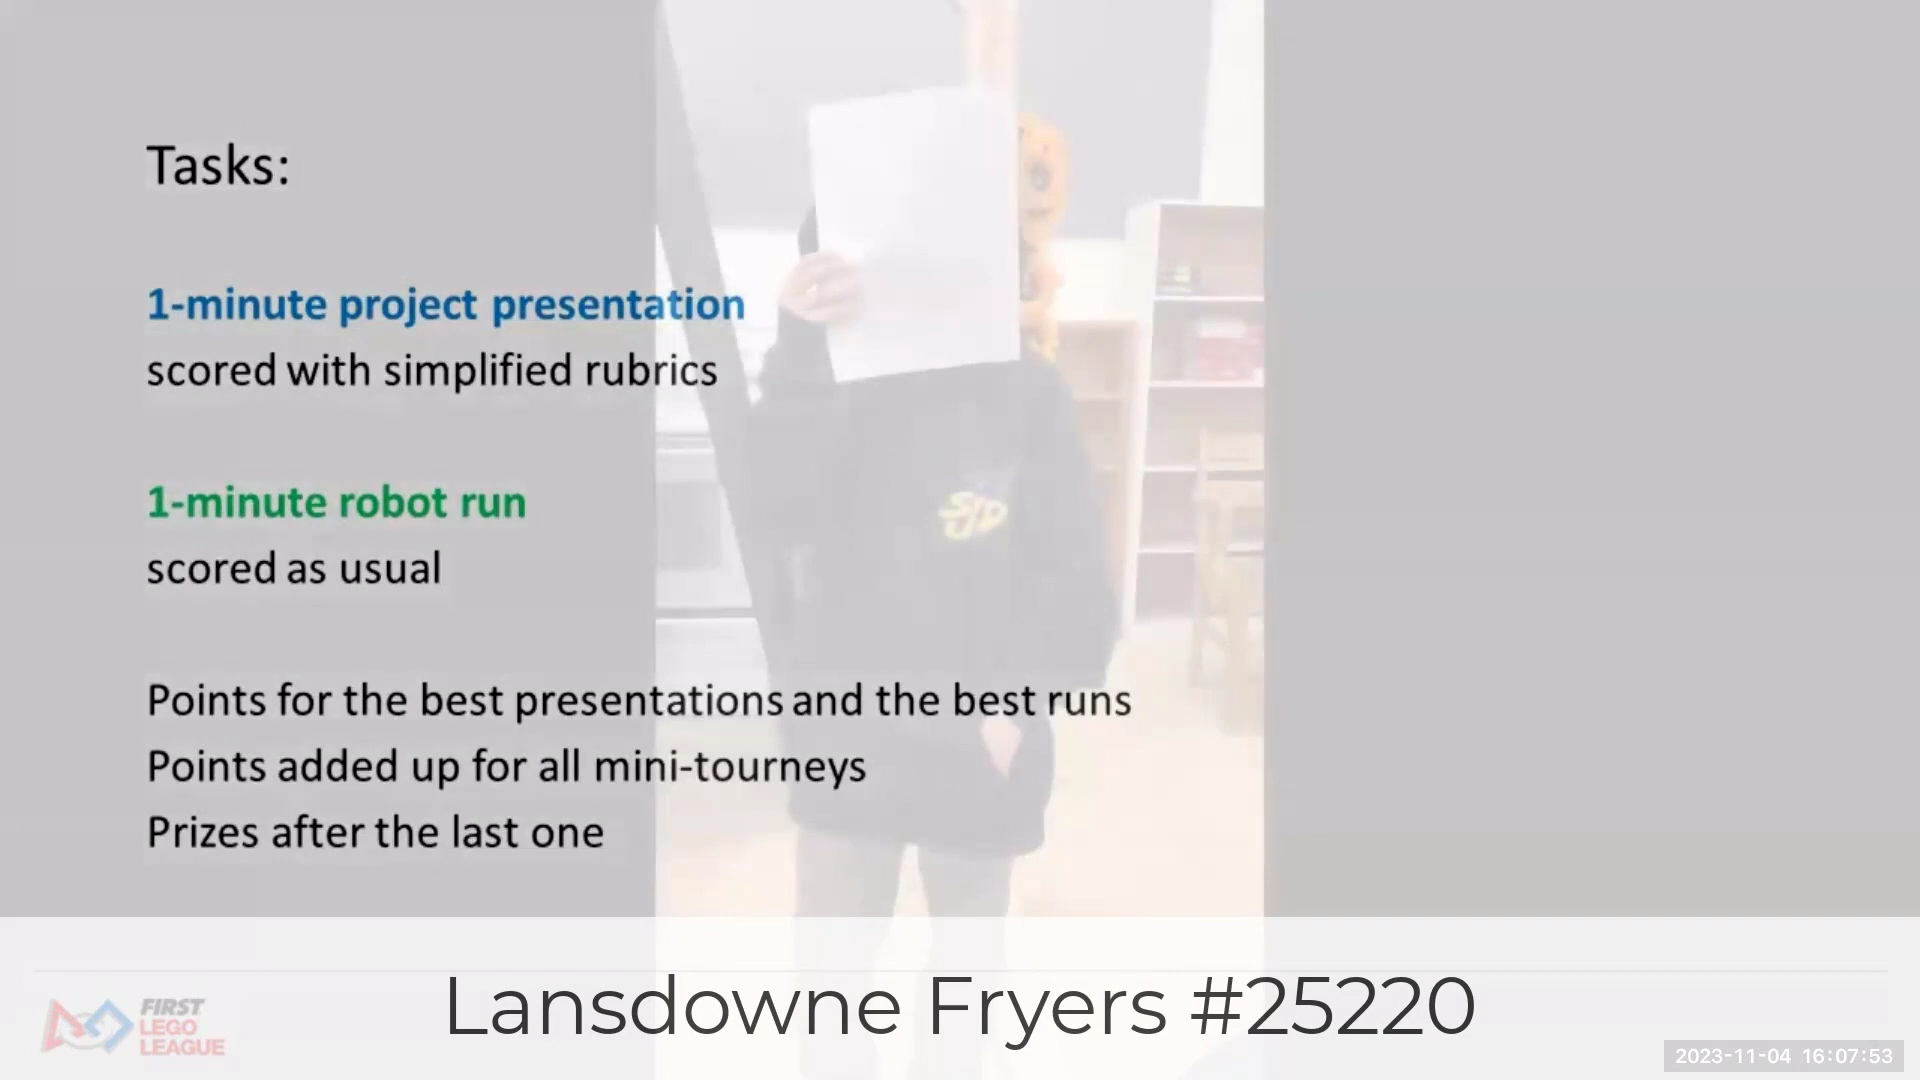 Tasks:
1-minute project presentation
scored with simplified rubrics
1-minute robot run
scored as usual
Points for the best presentations and the best runs
Points added up for all mini-tourneys
Prizes after the last one
SJD
Lansdowne Fryers #25220
FIRST
LEGO
LEAGUE
2023-11-04 16:07:53